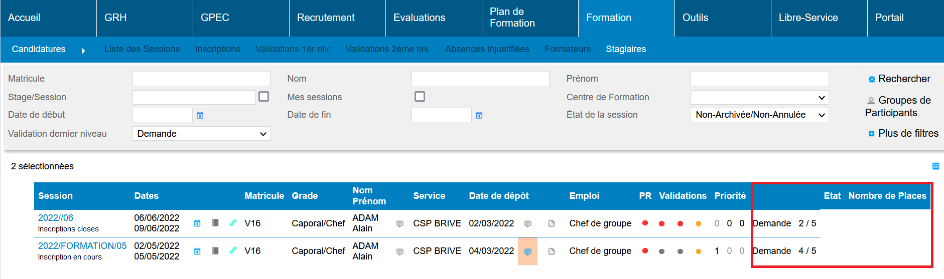 Accueil GRH GPEC Recrutement Evaluations Plan de Formation Formation Outils Libre-Service Portail
Candidatures Liste des Sessions Inscriptions Validations 1er niv. Validations 2ème niv. Absences injustifiées Formateurs Stagiaires
Matricule Nom Prénom Rechercher
Stage/Session Mes sessions Centre de Formation Groupes de Participants
Date de début Date de fin État de la session Non-Archivée/Non-Annulée
Validation dernier niveau Demande Plus de filtres
2 sélectionnées
Session Dates Matricule Grade Nom Prénom Service Date de dépôt Emploi PR Validations Priorité Etat Nombre de Places
2022//06 06/06/2022 V16 Caporal/Chef ADAM CSP BRIVE 02/03/2022 Chef de groupe 0 0 0 Demande 2 / 5
Inscriptions closes 09/06/2022 Alain
2022/FORMATION/05 02/05/2022 V16 Caporal/Chef ADAM CSP BRIVE 04/03/2022 Chef de groupe 1 0 0 Demande 4 / 5
Inscription en cours 05/05/2022 Alain